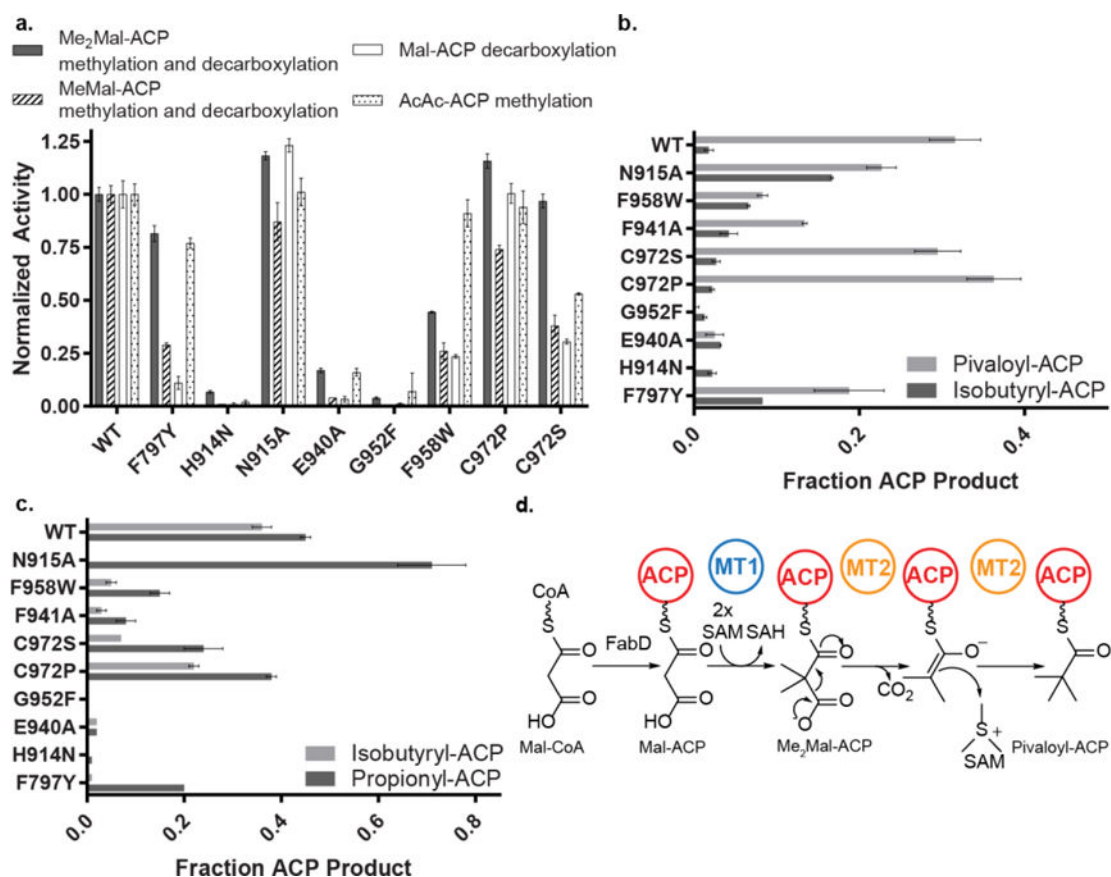 a.
Me₂Mal-ACP
methylation and decarboxylation
Mal-ACP decarboxylation
MeMal-ACP
methylation and decarboxylation
AcAc-ACP methylation
Normalized Activity
1.25
1.00
0.75
0.50
0.25
0.00
WT
F797Y
H914N
N915A
E940A
G952F
F958W
C972P
C972S
b.
WT
N915A
F958W
F941A
C972S
C972P
G952F
E940A
H914N
F797Y
Pivaloyl-ACP
Isobutyryl-ACP
0.0
0.2
0.4
Fraction ACP Product
c.
WT
N915A
F958W
F941A
C972S
C972P
G952F
E940A
H914N
F797Y
Isobutyryl-ACP
Propionyl-ACP
0.0
0.2
0.4
0.6
0.8
Fraction ACP Product
d.
ACP
MT1
ACP
MT2
ACP
MT2
ACP
CoA
S
O
O
HO
Mal-CoA
FabD
S
O
O
HO
Mal-ACP
2x
SAM SAH
S
O
O
O
Me₂Mal-ACP
CO₂
S
O⁻
S
+
SAM
S
O
Pivaloyl-ACP